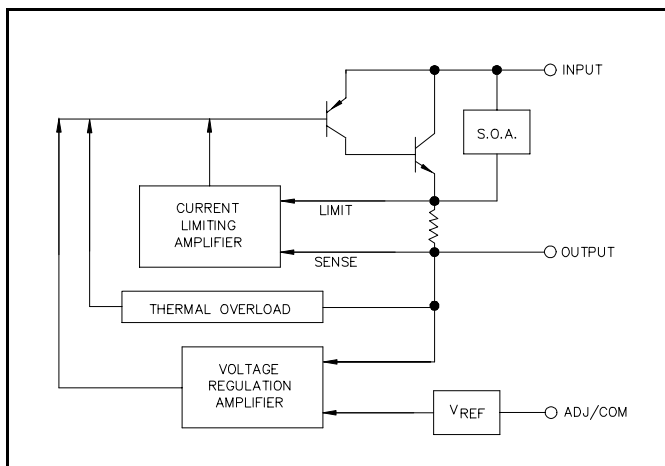 INPUT
S.O.A.
CURRENT
LIMITING
AMPLIFIER
LIMIT
SENSE
OUTPUT
THERMAL OVERLOAD
VOLTAGE
REGULATION
AMPLIFIER
VREF
ADJ/COM